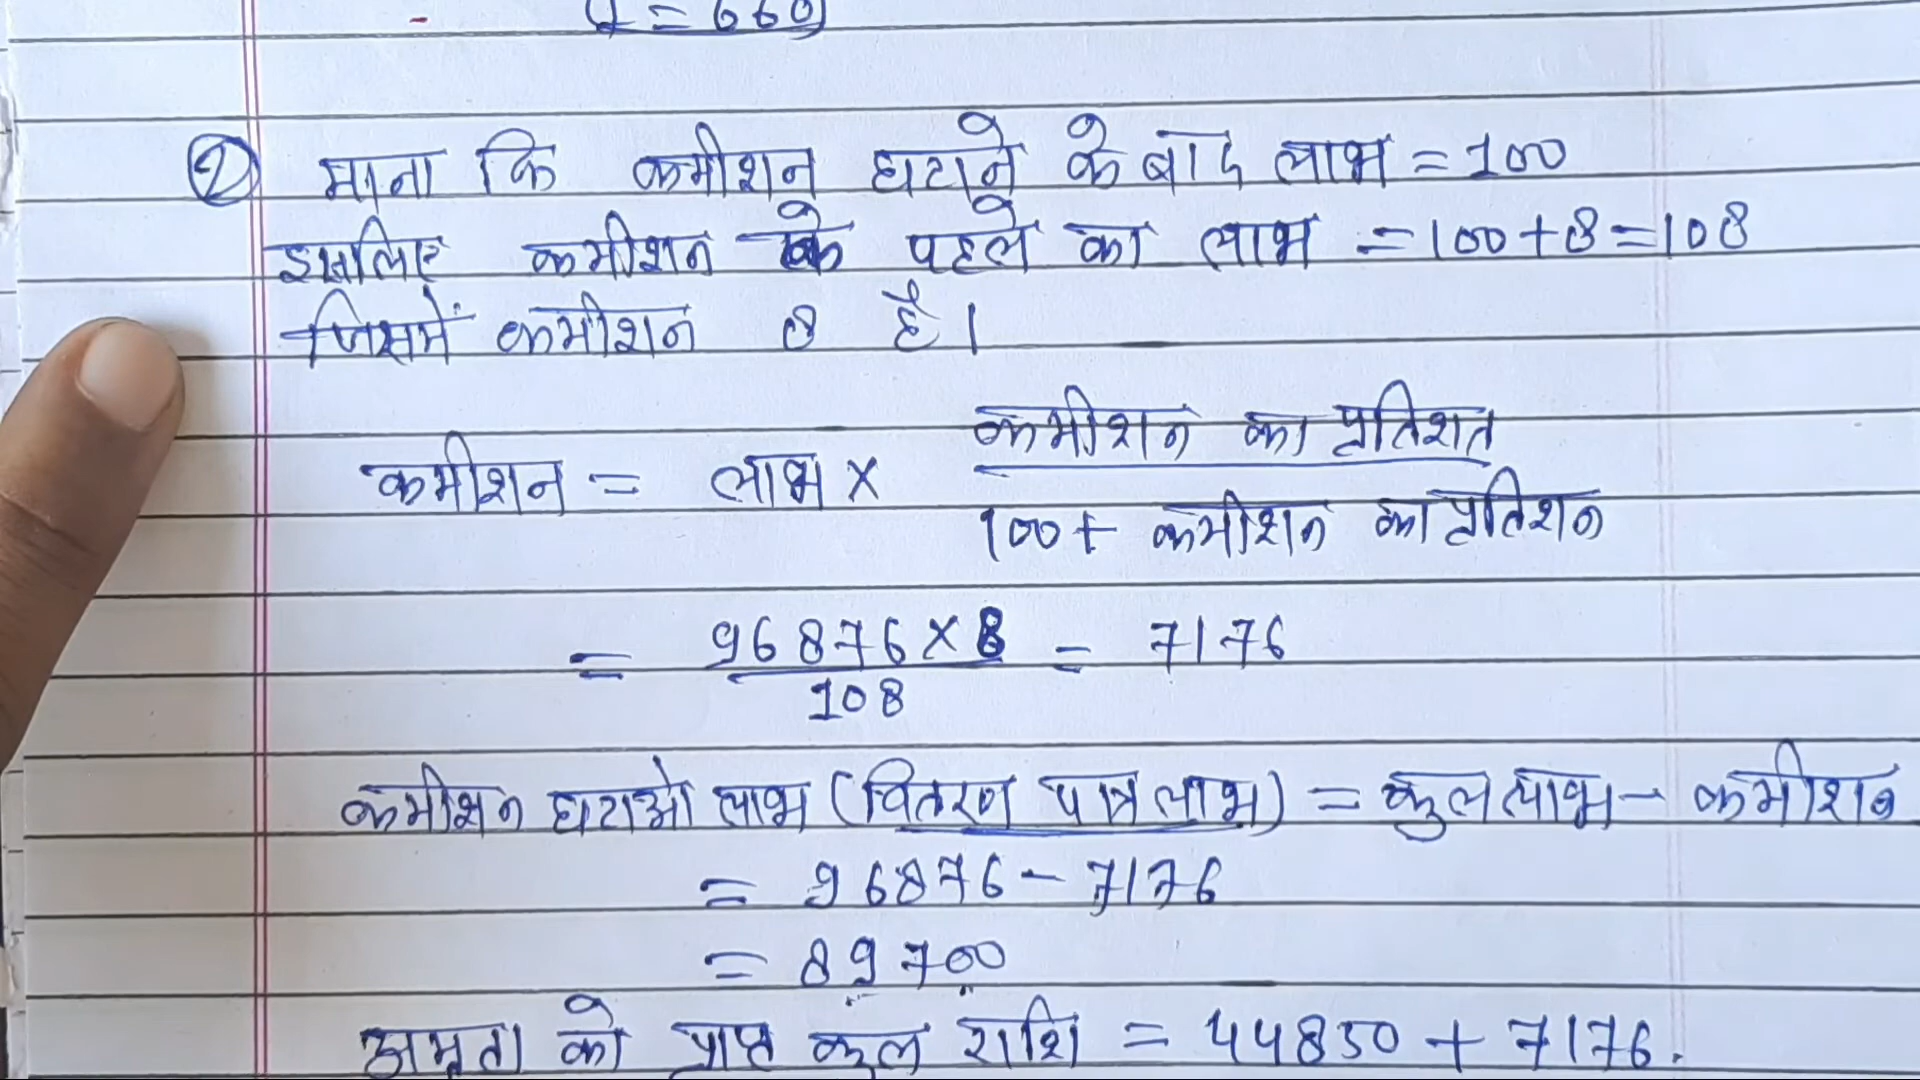 = 660
② माना कि कमीशन घटाने के बाद लाभ = 100
इसलिए कमीशन के पहले का लाभ = 100 + 8 = 108
जिसमें कमीशन 8 है ।
कमीशन = लाभ × कमीशन का प्रतिशत
100 + कमीशन का प्रतिशन
= 96876 × 8 = 7176
108
कमीशन घटाओ लाभ (वितरण पात्र लाभ) = कुल लाभ - कमीशन
= 96876 - 7176
= 89700
अमृता को प्राप्त कुल राशि = 44850 + 7176.